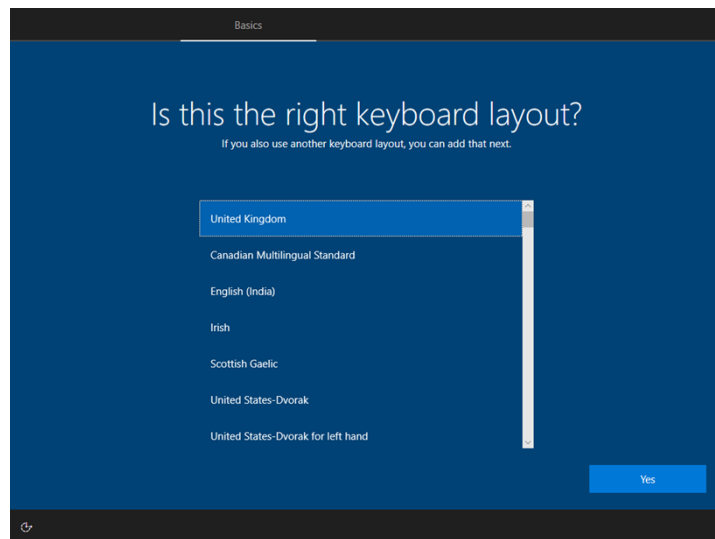 Basics
Is this the right keyboard layout?
If you also use another keyboard layout, you can add that next.
United Kingdom
Canadian Multilingual Standard
English (India)
Irish
Scottish Gaelic
United States-Dvorak
United States-Dvorak for left hand
Yes